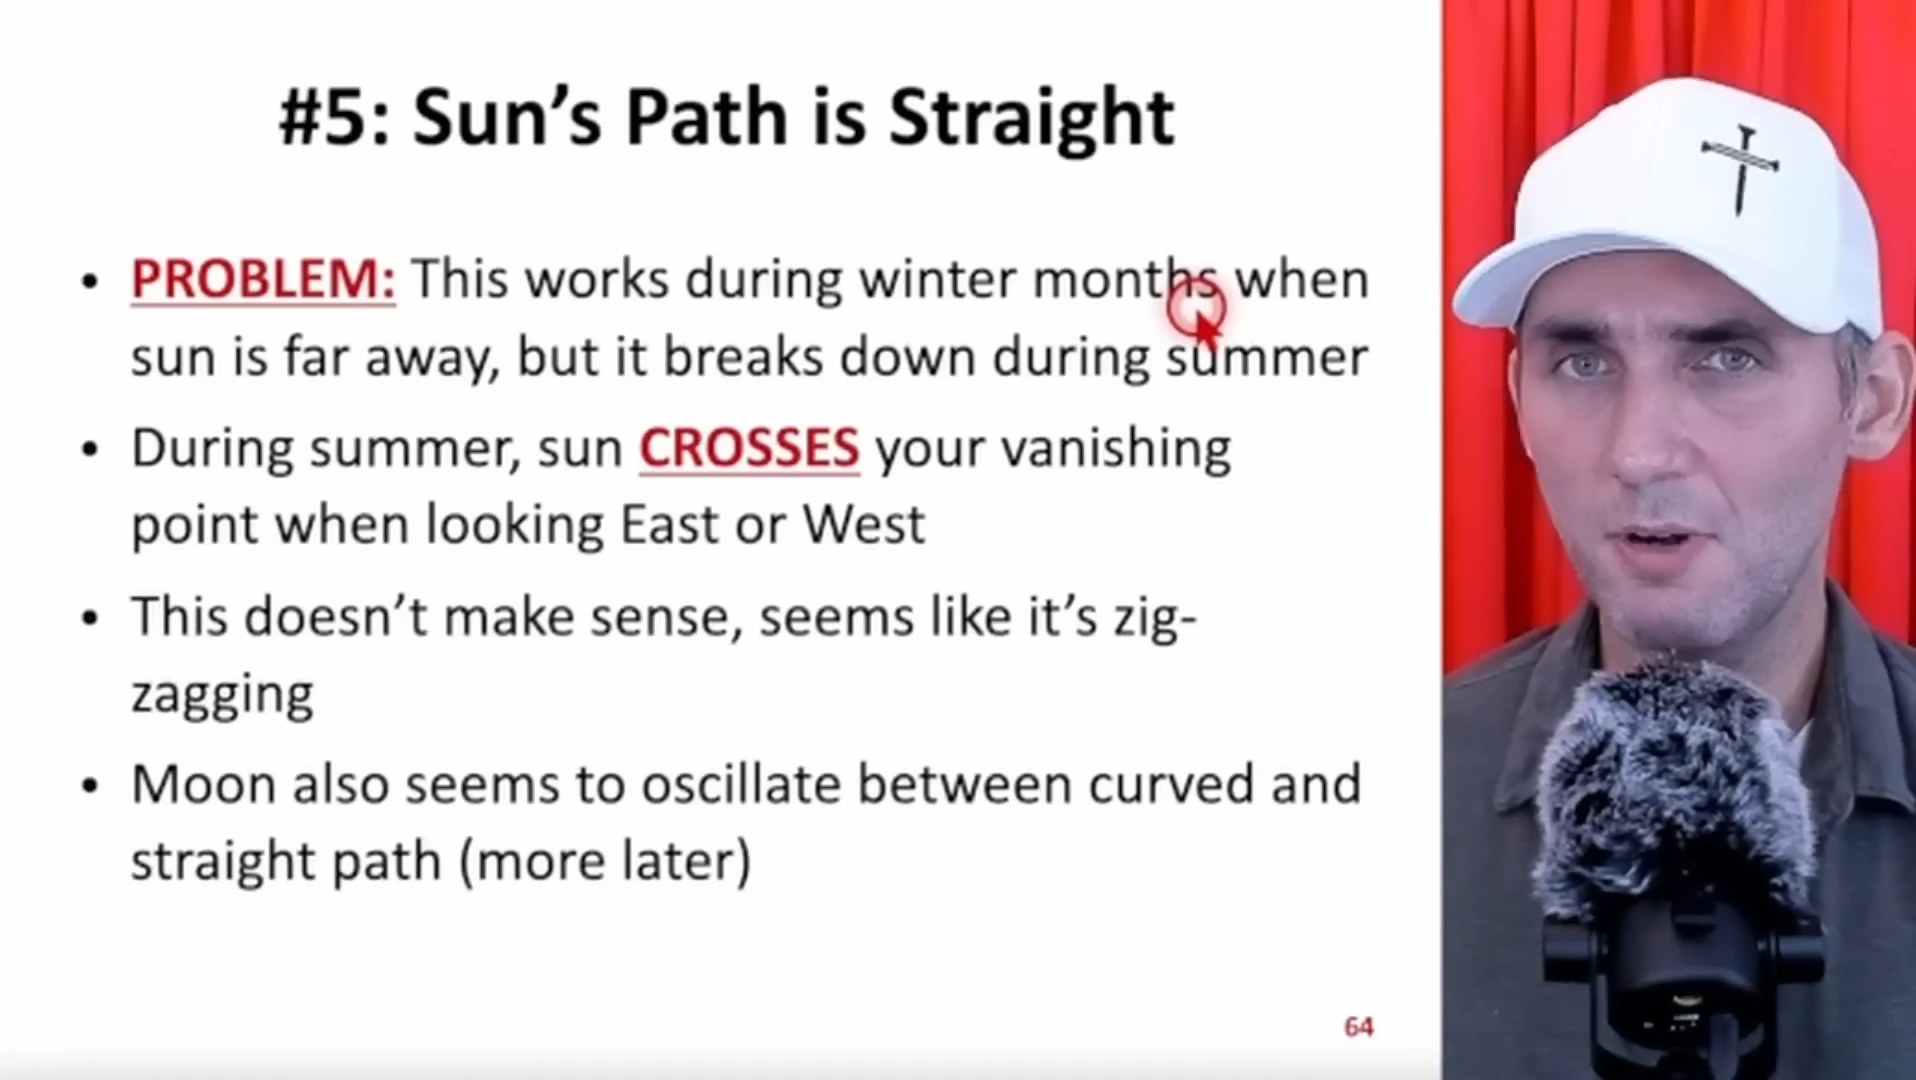 #5: Sun’s Path is Straight
• PROBLEM: This works during winter months when
sun is far away, but it breaks down during summer
• During summer, sun CROSSES your vanishing
point when looking East or West
• This doesn’t make sense, seems like it’s zig-
zagging
• Moon also seems to oscillate between curved and
straight path (more later)
64